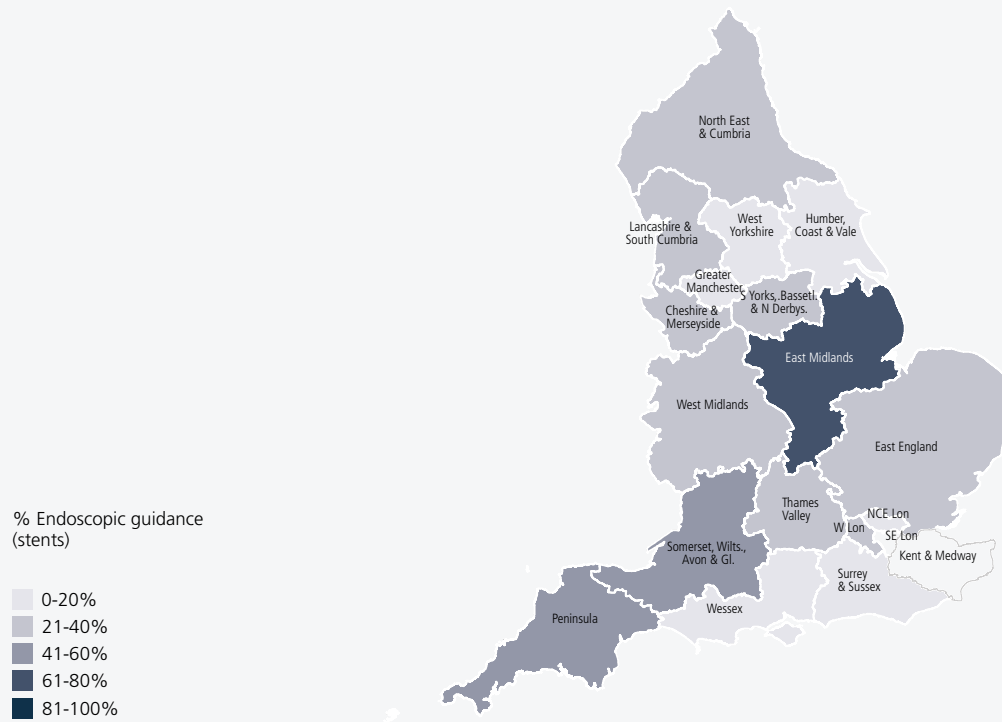 North East
& Cumbria
Lancashire &
South Cumbria
West
Yorkshire
Humber,
Coast & Vale
Greater
Manchester
S Yorks,.Bassetl.
& N Derbys.
Cheshire &
Merseyside
East Midlands
West Midlands
East England
Thames
Valley
NCE Lon
W Lon
SE Lon
Kent & Medway
Somerset, Wilts.,
Avon & Gl.
Surrey
& Sussex
Wessex
Peninsula
% Endoscopic guidance
(stents)
0-20%
21-40%
41-60%
61-80%
81-100%